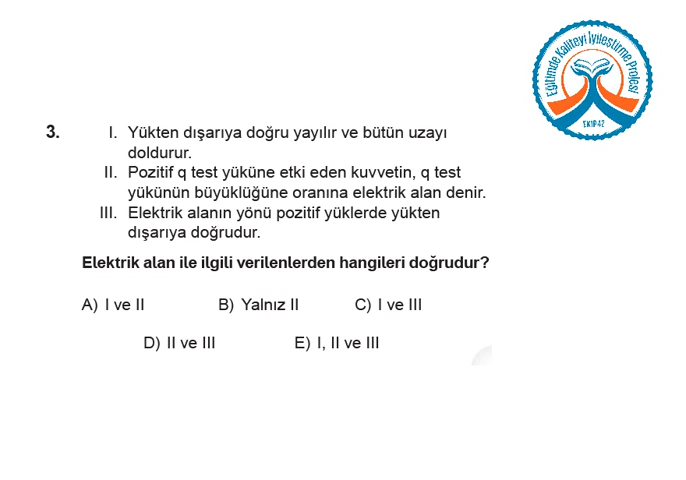 Eğitimde Kaliteyi İyileştirme Projesi
EKİP42
3. I. Yükten dışarıya doğru yayılır ve bütün uzayı
doldurur.
II. Pozitif q test yüküne etki eden kuvvetin, q test
yükünün büyüklüğüne oranına elektrik alan denir.
III. Elektrik alanın yönü pozitif yüklerde yükten
dışarıya doğrudur.
Elektrik alan ile ilgili verilenlerden hangileri doğrudur?
A) I ve II B) Yalnız II C) I ve III
D) II ve III E) I, II ve III